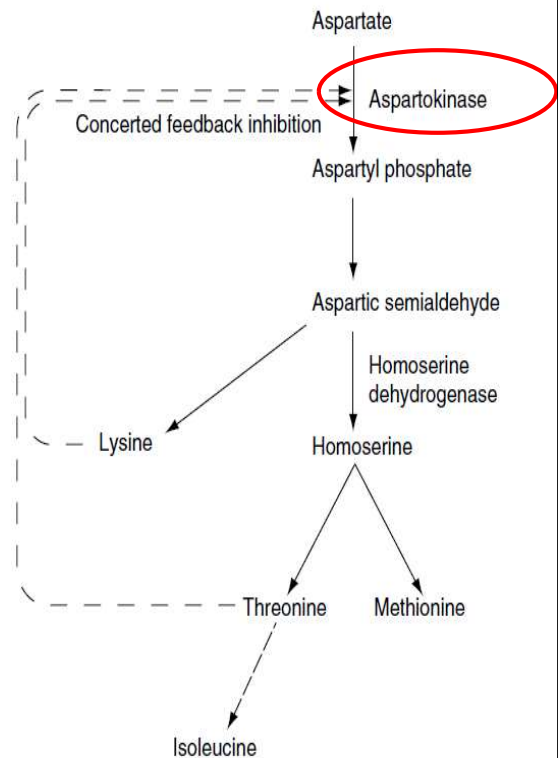 Aspartate
Aspartokinase
Concerted feedback inhibition
Aspartyl phosphate
Aspartic semialdehyde
Homoserine
dehydrogenase
Lysine
Homoserine
Threonine
Methionine
Isoleucine